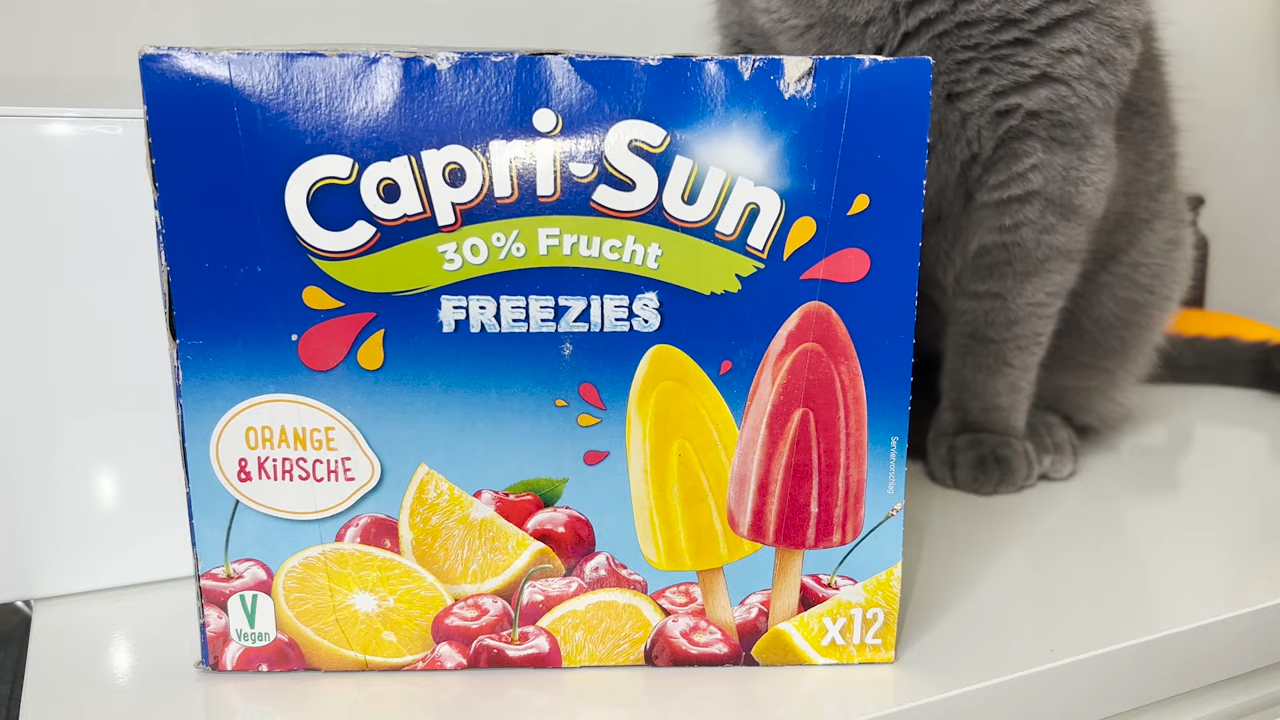 Capri-Sun
30% Frucht
FREEZIES
ORANGE
& KiRSCHE
Serviervorschlag
V
Vegan
x12